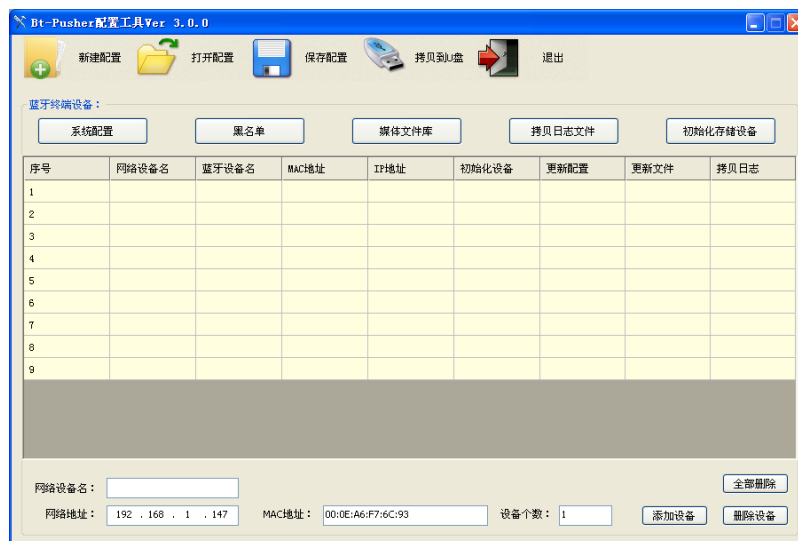 Bt-Pusher配置工具Ver 3.0.0
新建配置 打开配置 保存配置 拷贝到U盘 退出
蓝牙终端设备：
系统配置 黑名单 媒体文件库 拷贝日志文件 初始化存储设备
序号 网络设备名 蓝牙设备名 MAC地址 IP地址 初始化设备 更新配置 更新文件 拷贝日志
1
2
3
4
5
6
7
8
9
网络设备名： 全部删除
网络地址： 192 . 168 . 1 . 147 MAC地址： 00:0E:A6:F7:6C:93 设备个数： 1 添加设备 删除设备